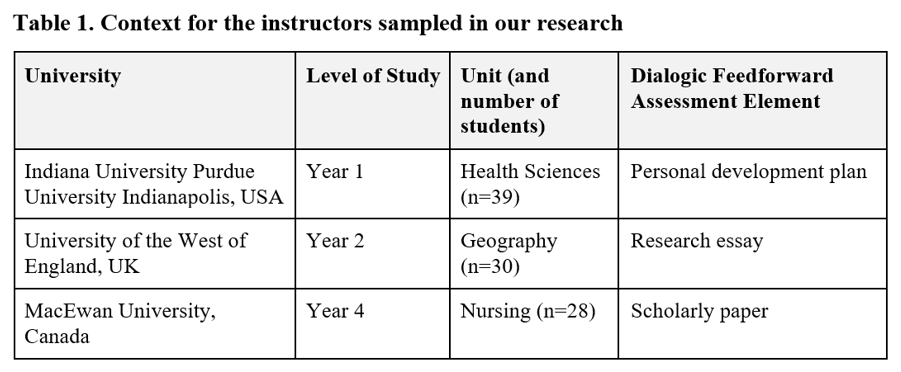 Table 1. Context for the instructors sampled in our research
University
Level of Study
Unit (and
number of
students)
Dialogic Feedforward
Assessment Element
Indiana University Purdue
University Indianapolis, USA
Year 1
Health Sciences
(n=39)
Personal development plan
University of the West of
England, UK
Year 2
Geography
(n=30)
Research essay
MacEwan University,
Canada
Year 4
Nursing (n=28)
Scholarly paper